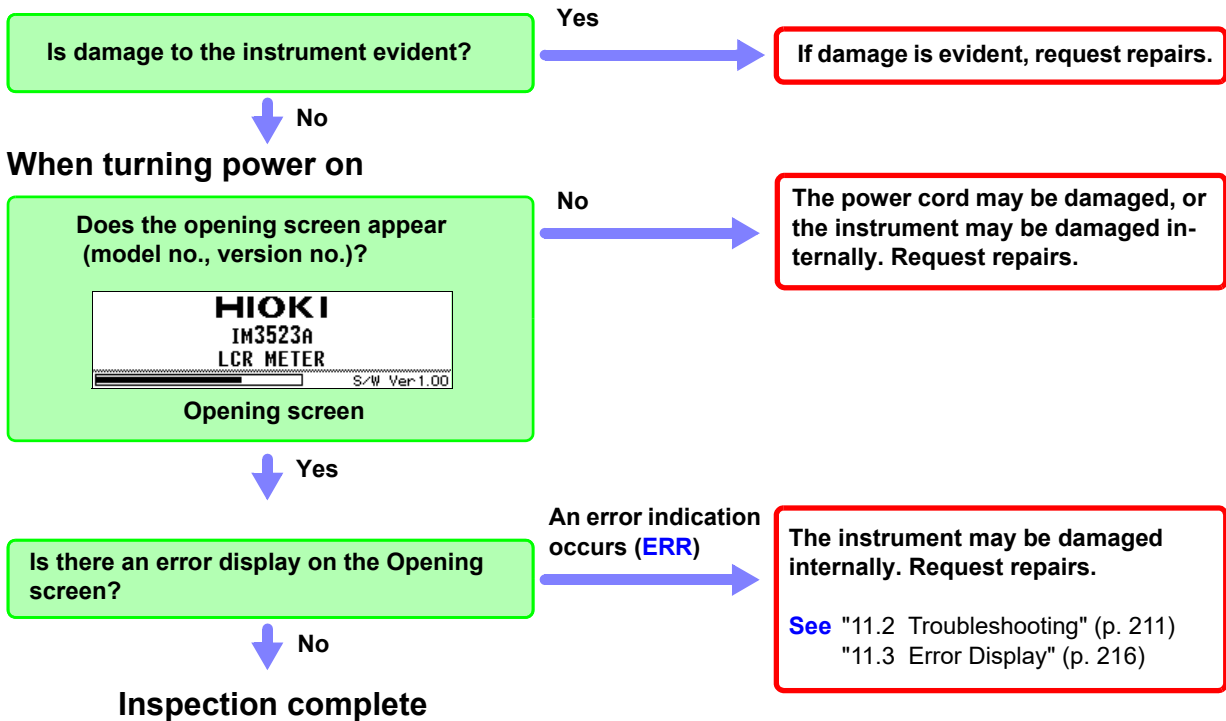 Is damage to the instrument evident?
Yes
If damage is evident, request repairs.
No
When turning power on
Does the opening screen appear
(model no., version no.)?
HIOKI
IM3523A
LCR METER
S/W Ver1.00
Opening screen
No
The power cord may be damaged, or
the instrument may be damaged in-
ternally. Request repairs.
Yes
Is there an error display on the Opening
screen?
An error indication
occurs (ERR)
The instrument may be damaged
internally. Request repairs.
See "11.2 Troubleshooting" (p. 211)
"11.3 Error Display" (p. 216)
No
Inspection complete